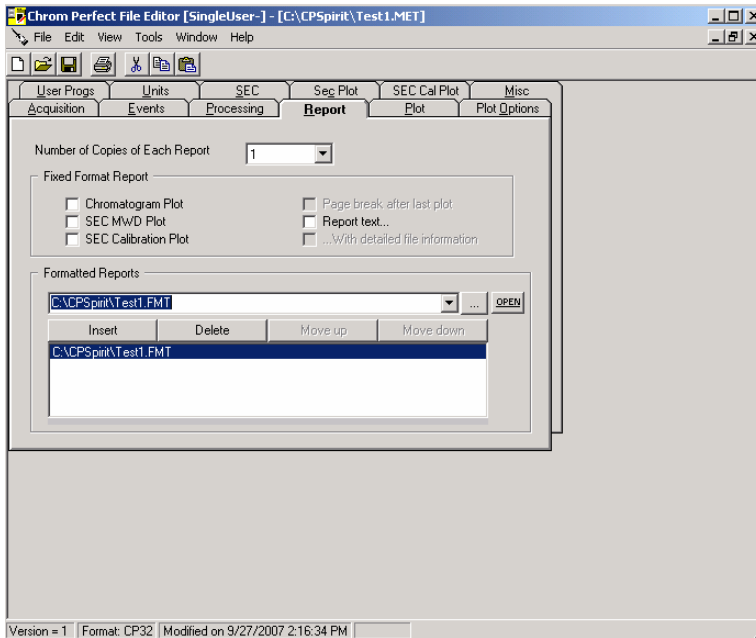 Chrom Perfect File Editor [SingleUser-] - [C:\CPSpirit\Test1.MET]
File Edit View Tools Window Help
User Progs Units SEC Sec Plot SEC Cal Plot Misc
Acquisition Events Processing Report Plot Plot Options
Number of Copies of Each Report 1
Fixed Format Report
Chromatogram Plot Page break after last plot
SEC MWD Plot Report text...
SEC Calibration Plot ...With detailed file information
Formatted Reports
C:\CPSpirit\Test1.FMT ... OPEN
Insert Delete Move up Move down
C:\CPSpirit\Test1.FMT
Version = 1 Format: CP32 Modified on 9/27/2007 2:16:34 PM